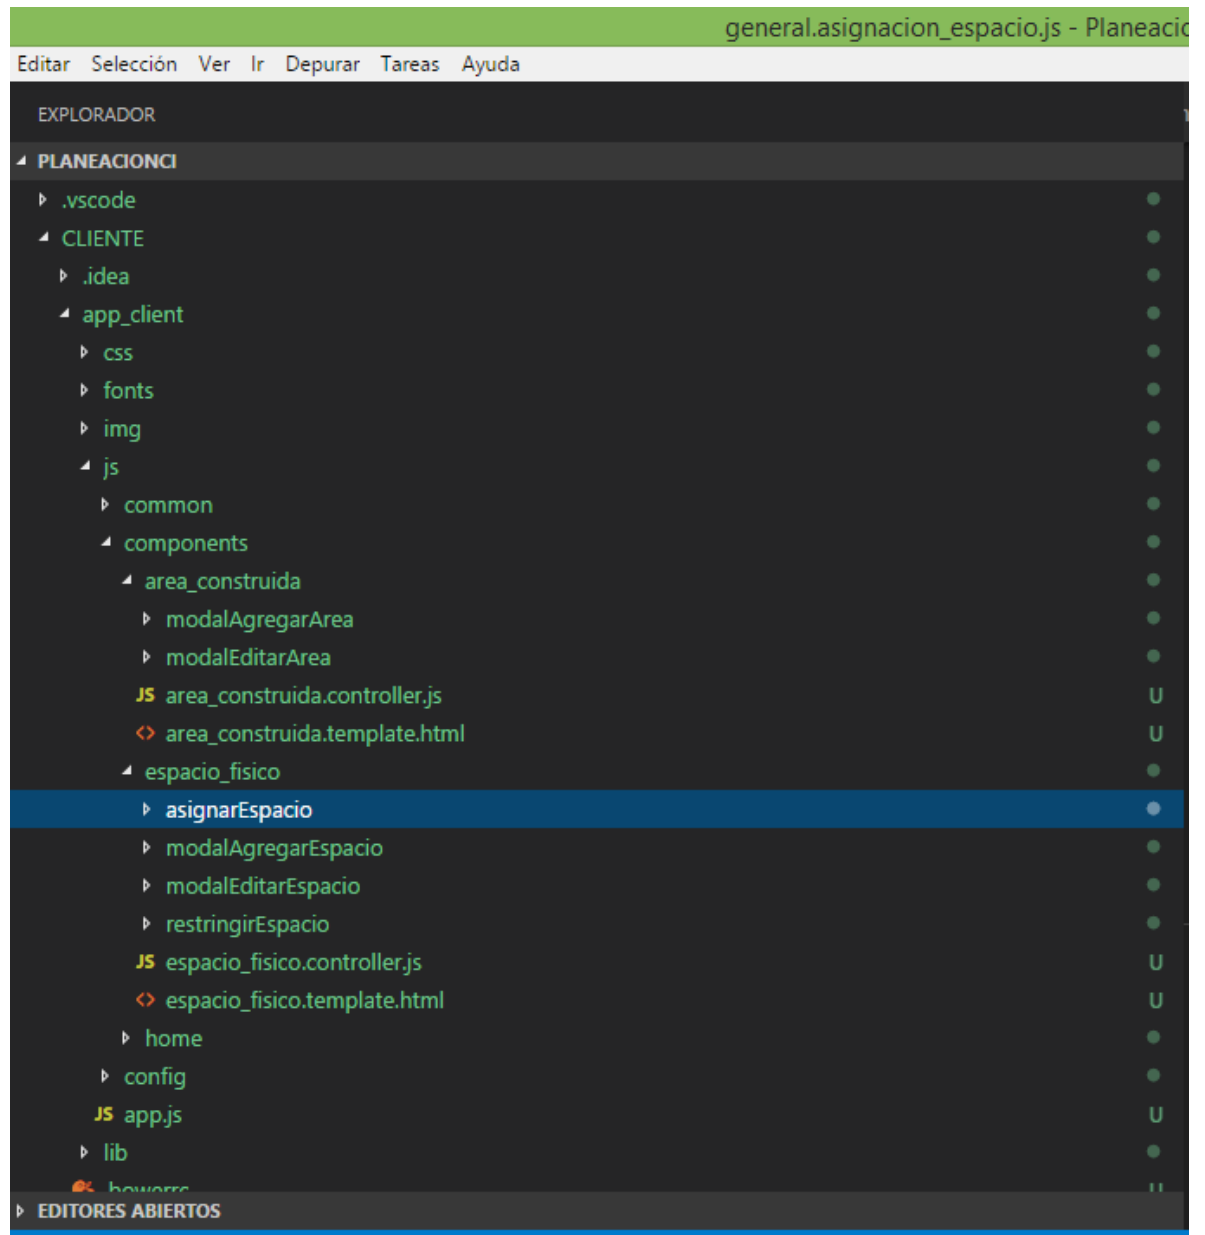 general.asignacion_espacio.js - Planeacio
Editar Selección Ver Ir Depurar Tareas Ayuda
EXPLORADOR
PLANEACIONCI
.vscode
CLIENTE
.idea
app_client
css
fonts
img
js
common
components
area_construida
modalAgregarArea
modalEditarArea
JS area_construida.controller.js U
<> area_construida.template.html U
espacio_fisico
asignarEspacio
modalAgregarEspacio
modalEditarEspacio
restringirEspacio
JS espacio_fisico.controller.js U
<> espacio_fisico.template.html U
home
config
JS app.js U
lib
.bowerrc U
EDITORES ABIERTOS